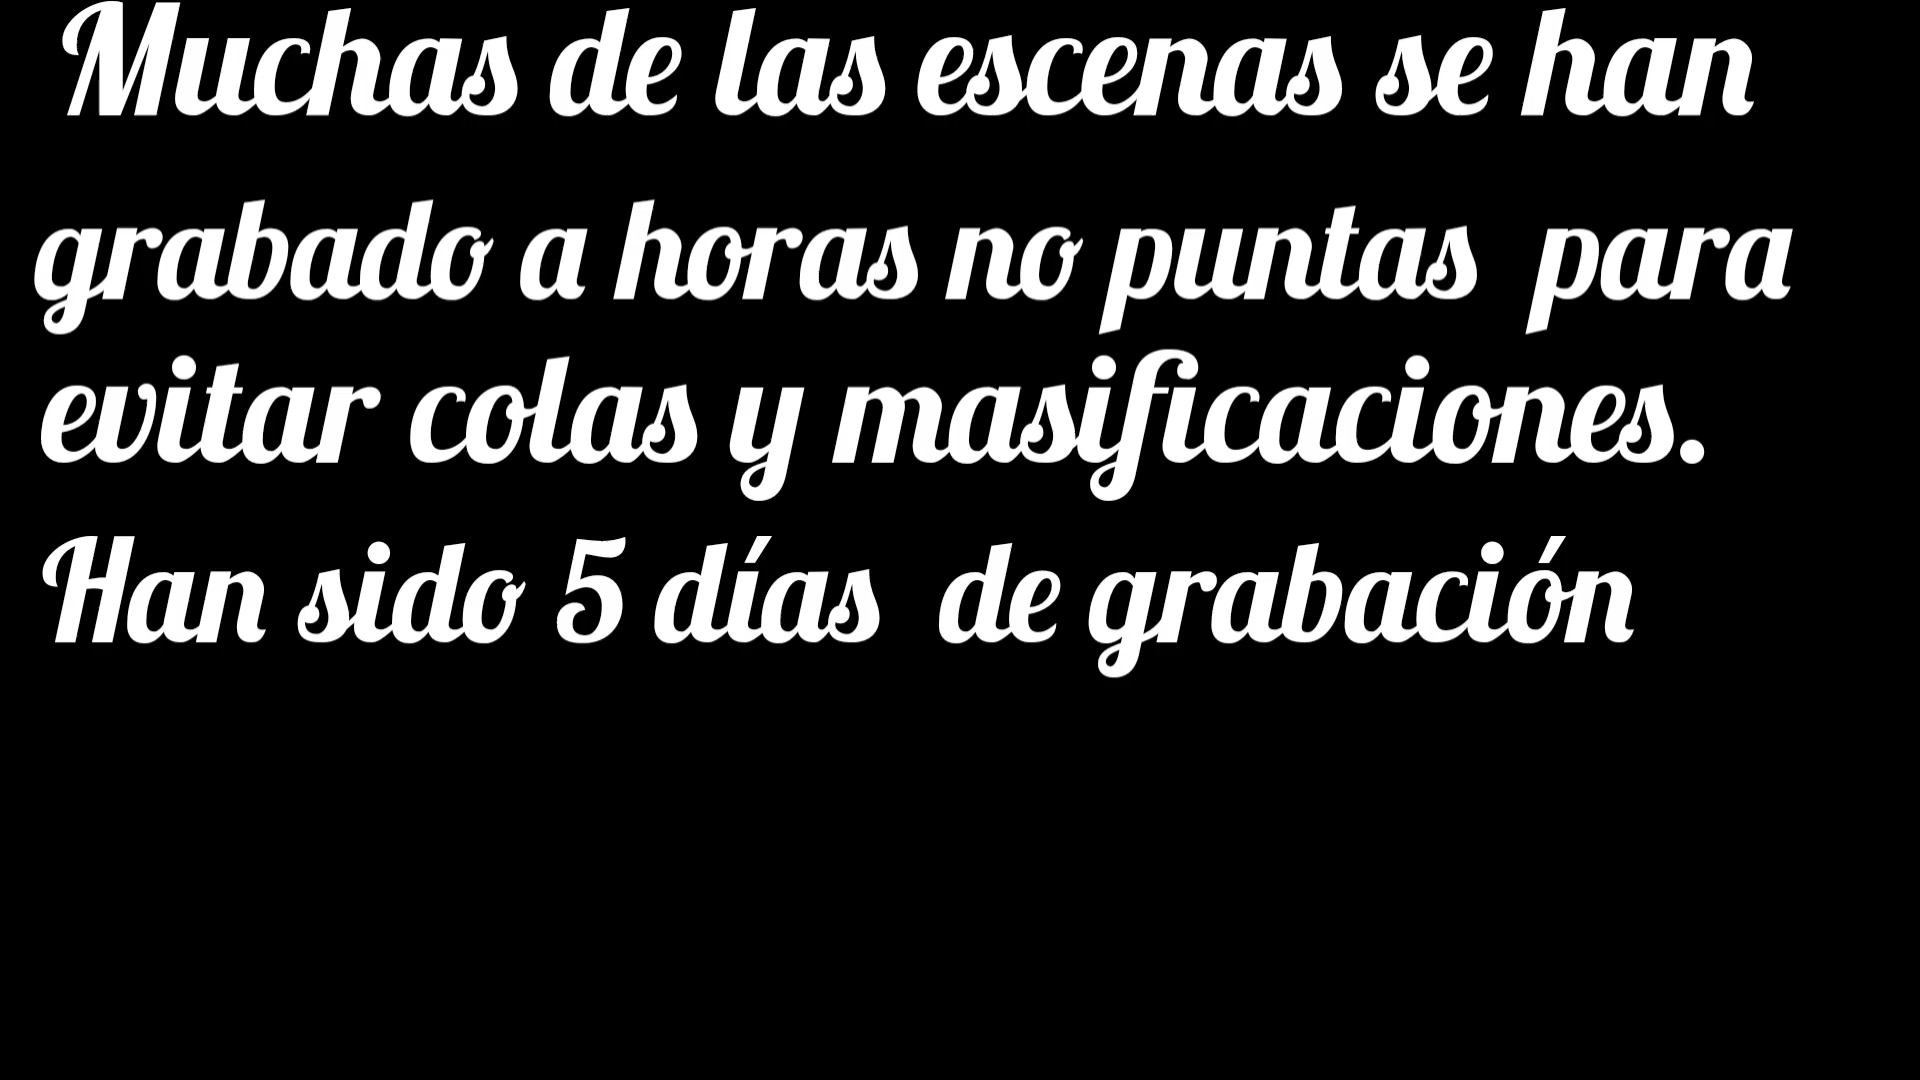 Muchas de las escenas se han
grabado a horas no puntas para
evitar colas y masificaciones.
Han sido 5 días de grabación